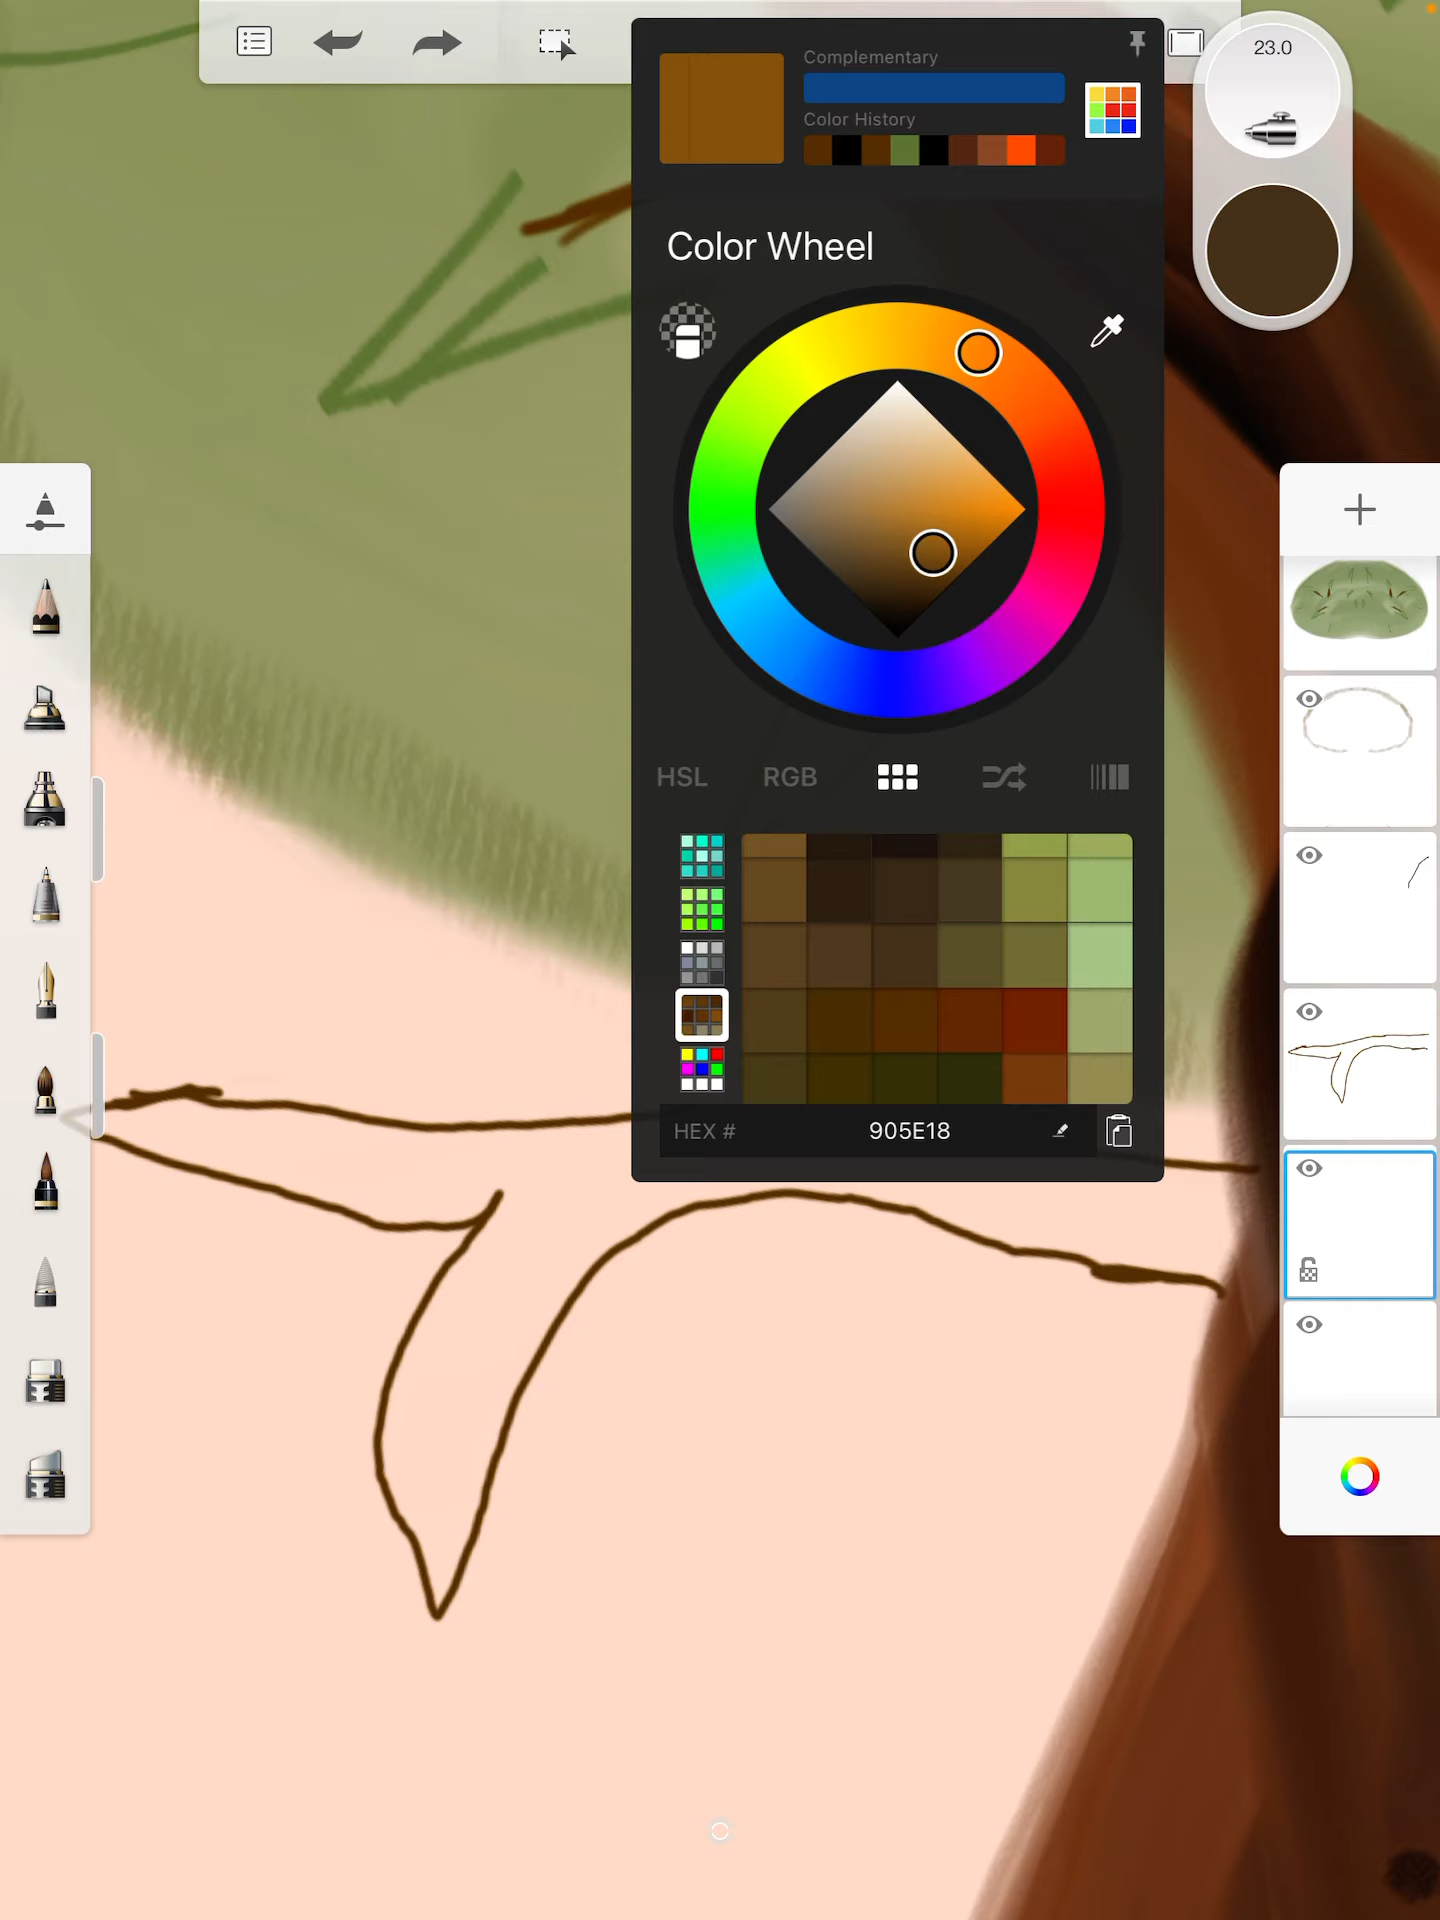 23.0
Complementary
Color History
Color Wheel
HSL RGB
HEX # 905E18